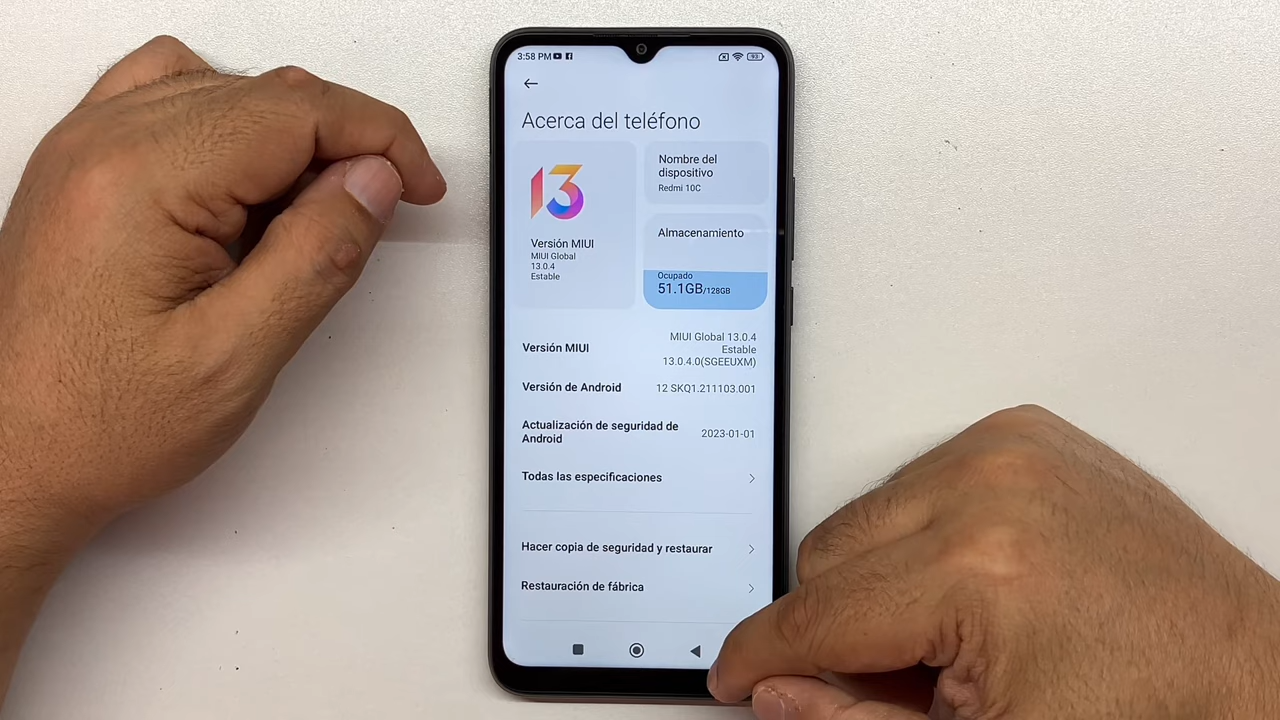 3:58 PM
93
Acerca del teléfono
13
Versión MIUI
MIUI Global
13.0.4
Estable
Nombre del
dispositivo
Redmi 10C
Almacenamiento
Ocupado
51.1GB/128GB
Versión MIUI
MIUI Global 13.0.4
Estable
13.0.4.0(SGEEUXM)
Versión de Android
12 SKQ1.211103.001
Actualización de seguridad de
Android
2023-01-01
Todas las especificaciones
Hacer copia de seguridad y restaurar
Restauración de fábrica